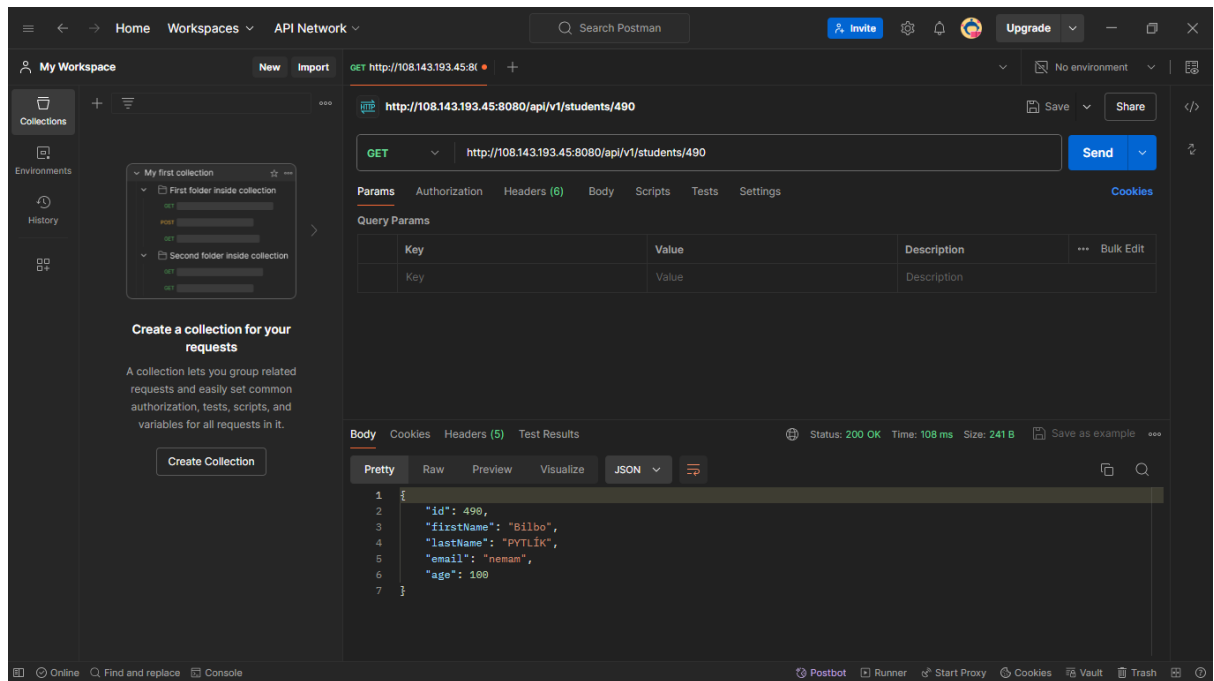 Home Workspaces API Network Search Postman Invite Upgrade
My Workspace New Import GET http://108.143.193.45:8( No environment
Collections
Environments
History
My first collection
First folder inside collection
GET
POST
GET
Second folder inside collection
GET
GET
Create a collection for your
requests
A collection lets you group related
requests and easily set common
authorization, tests, scripts, and
variables for all requests in it.
Create Collection
HTTP http://108.143.193.45:8080/api/v1/students/490 Save Share
GET http://108.143.193.45:8080/api/v1/students/490 Send
Params Authorization Headers (6) Body Scripts Tests Settings Cookies
Query Params
Key Value Description Bulk Edit
Key Value Description
Body Cookies Headers (5) Test Results Status: 200 OK Time: 108 ms Size: 241 B Save as example
Pretty Raw Preview Visualize JSON
1 {
2 "id": 490,
3 "firstName": "Bilbo",
4 "lastName": "PYTLÍK",
5 "email": "nemam",
6 "age": 100
7 }
Online Find and replace Console Postbot Runner Start Proxy Cookies Vault Trash